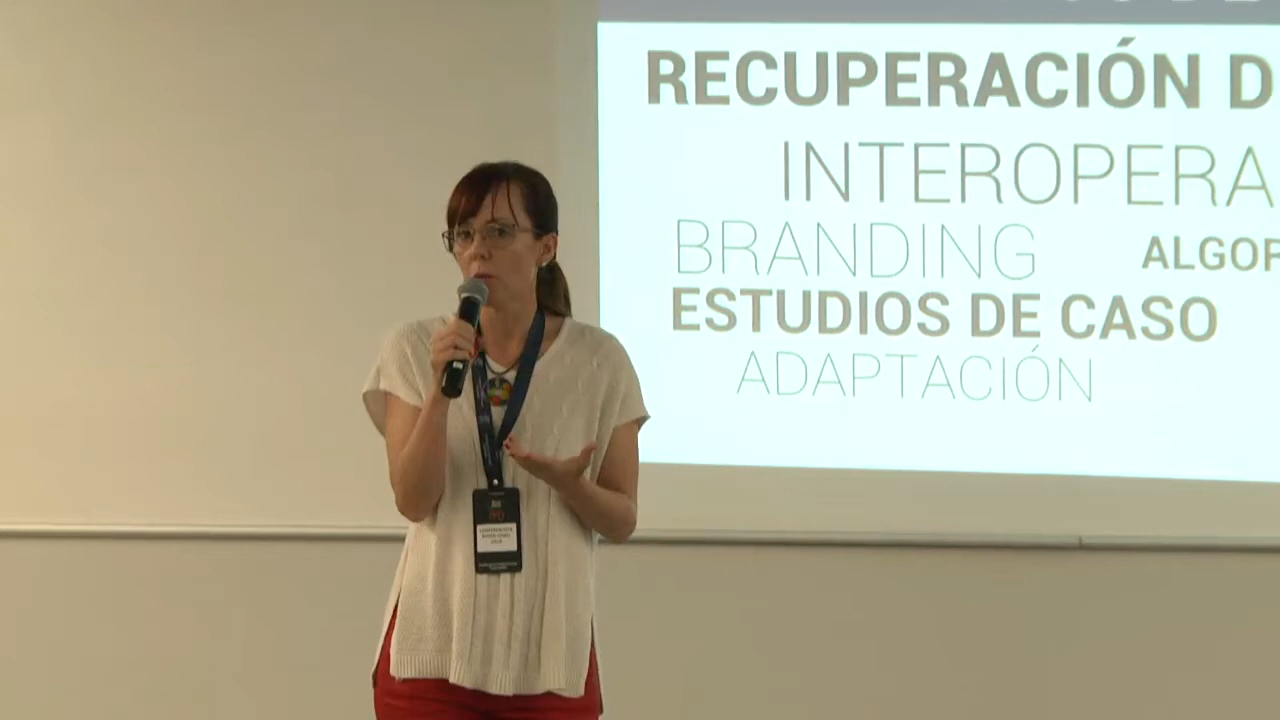 RECUPERACIÓN D
INTEROPERA
BRANDING
ALGOR
ESTUDIOS DE CASO
ADAPTACIÓN